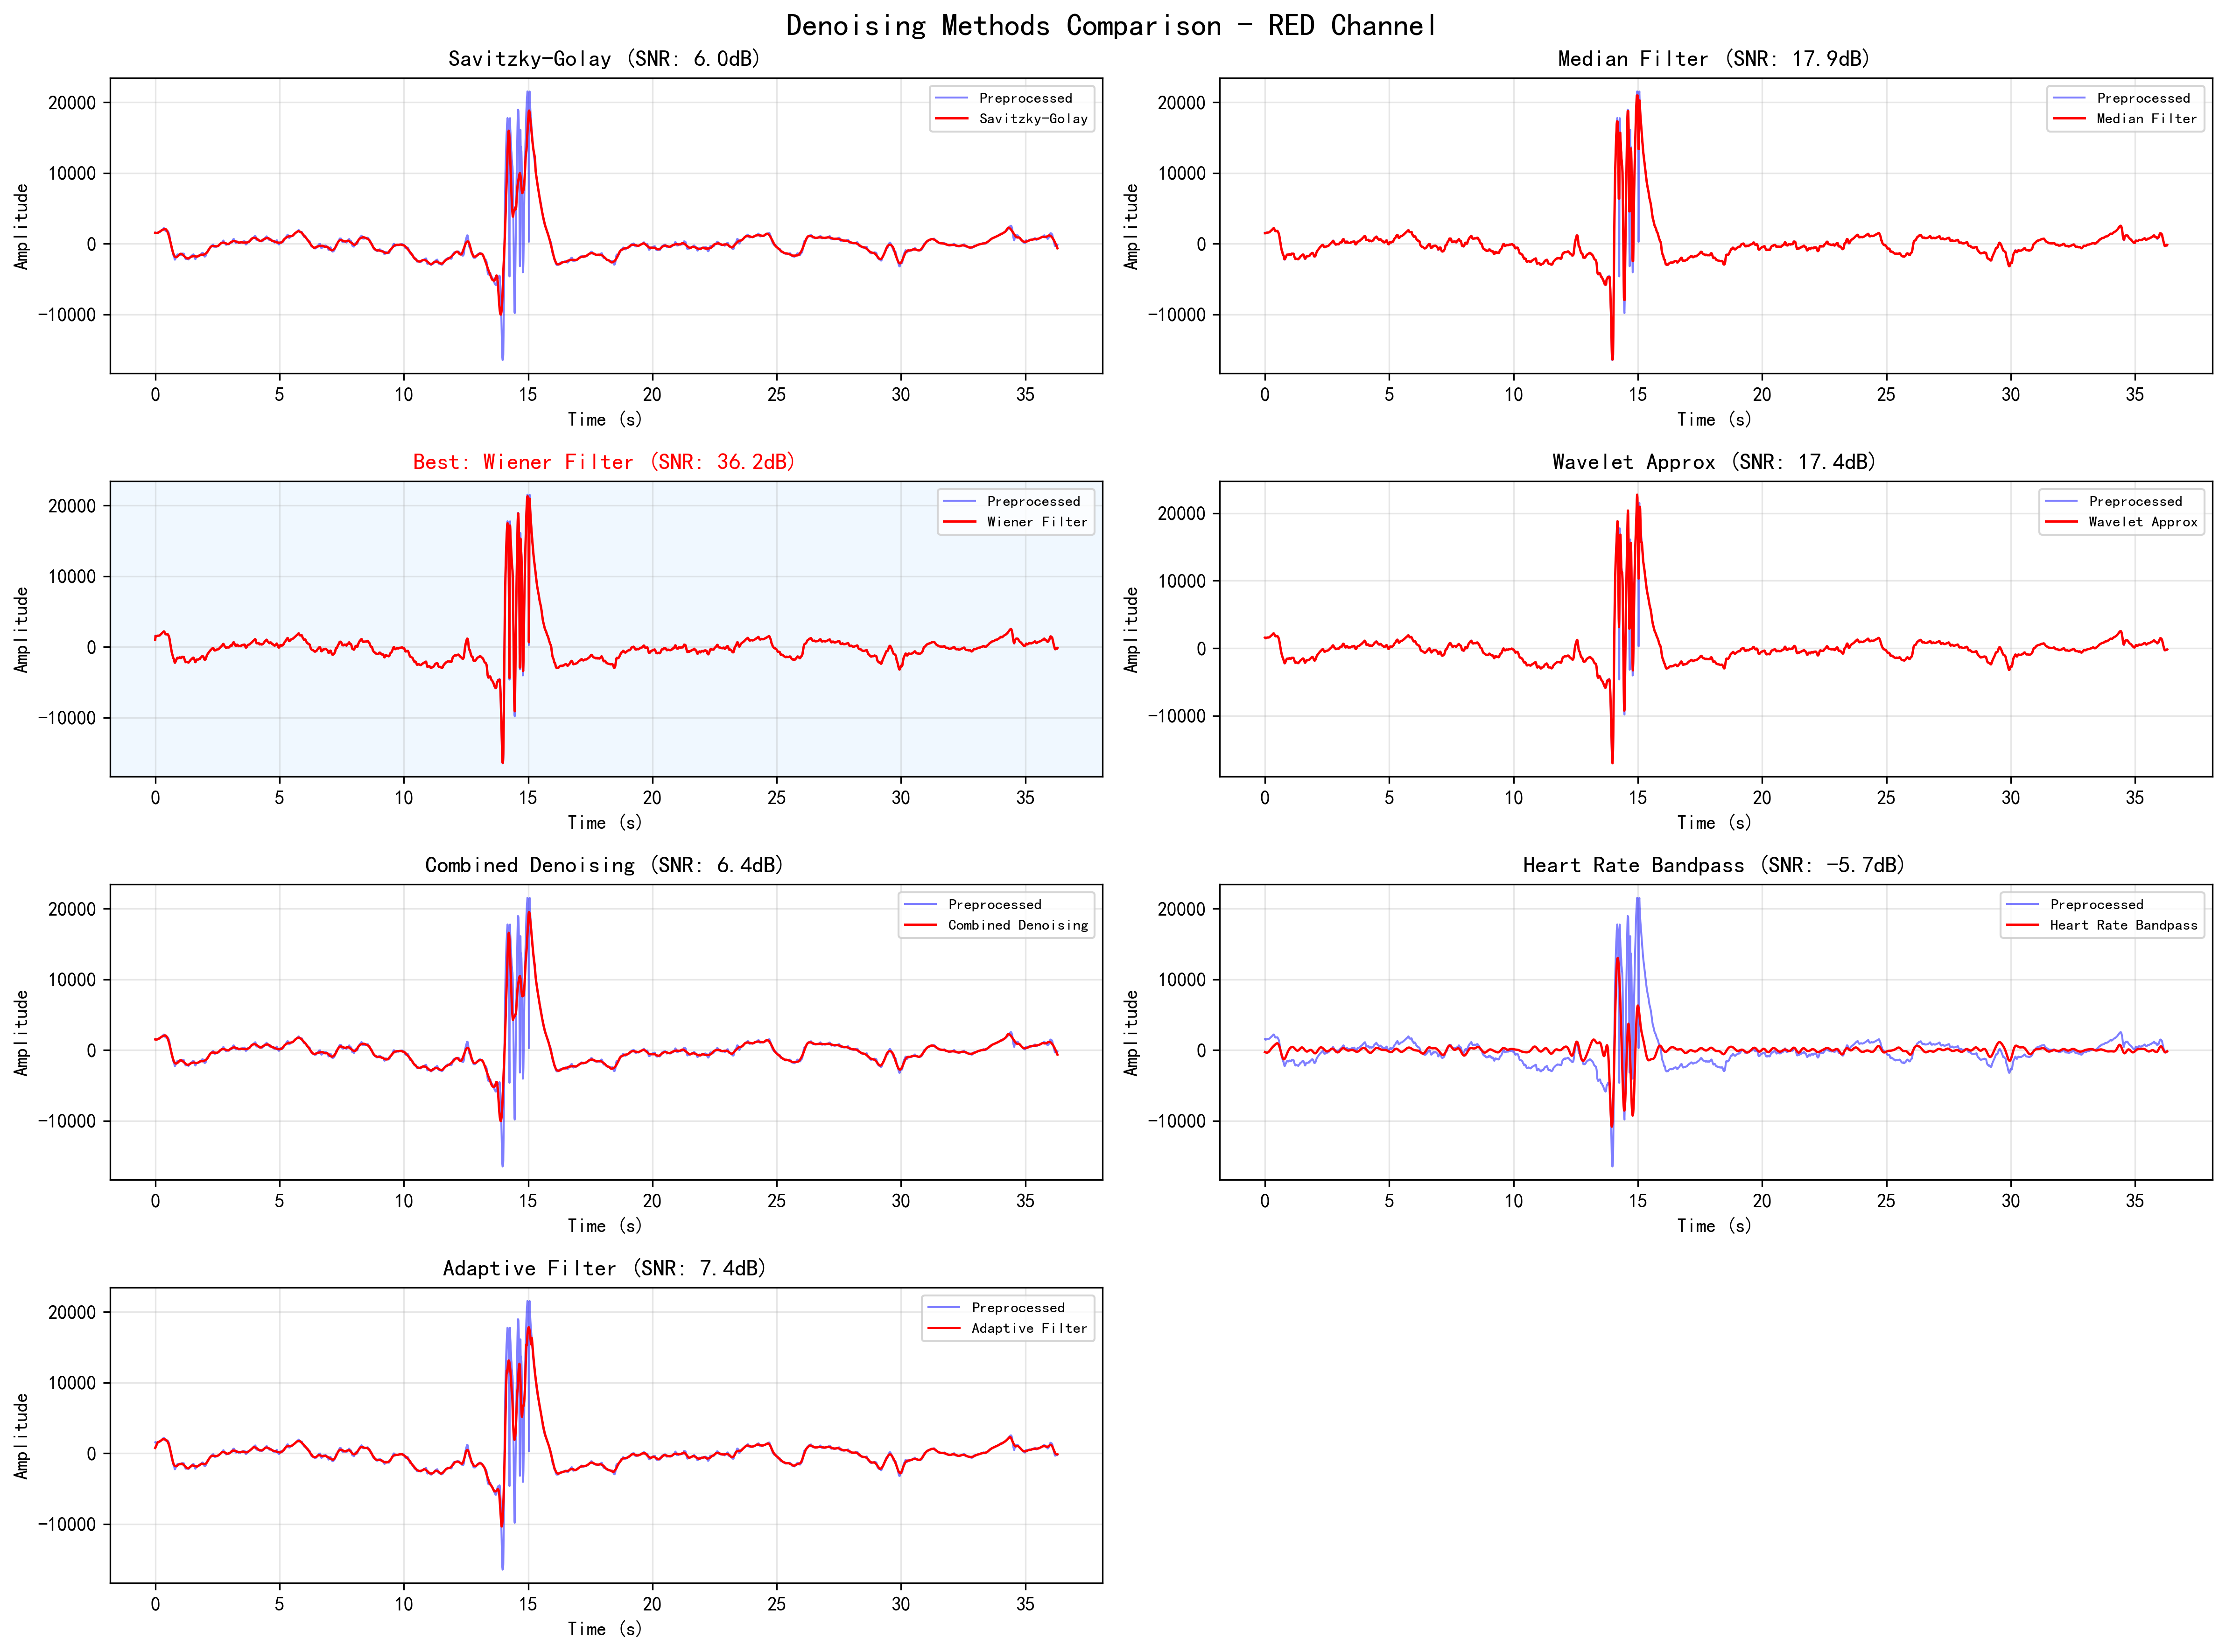 Denoising Methods Comparison - RED Channel
Savitzky-Golay (SNR: 6.0dB)
Amplitude
20000
10000
0
-10000
Preprocessed
Savitzky-Golay
0 5 10 15 20 25 30 35
Time (s)
Median Filter (SNR: 17.9dB)
Amplitude
20000
10000
0
-10000
Preprocessed
Median Filter
0 5 10 15 20 25 30 35
Time (s)
Best: Wiener Filter (SNR: 36.2dB)
Amplitude
20000
10000
0
-10000
Preprocessed
Wiener Filter
0 5 10 15 20 25 30 35
Time (s)
Wavelet Approx (SNR: 17.4dB)
Amplitude
20000
10000
0
-10000
Preprocessed
Wavelet Approx
0 5 10 15 20 25 30 35
Time (s)
Combined Denoising (SNR: 6.4dB)
Amplitude
20000
10000
0
-10000
Preprocessed
Combined Denoising
0 5 10 15 20 25 30 35
Time (s)
Heart Rate Bandpass (SNR: -5.7dB)
Amplitude
20000
10000
0
-10000
Preprocessed
Heart Rate Bandpass
0 5 10 15 20 25 30 35
Time (s)
Adaptive Filter (SNR: 7.4dB)
Amplitude
20000
10000
0
-10000
Preprocessed
Adaptive Filter
0 5 10 15 20 25 30 35
Time (s)